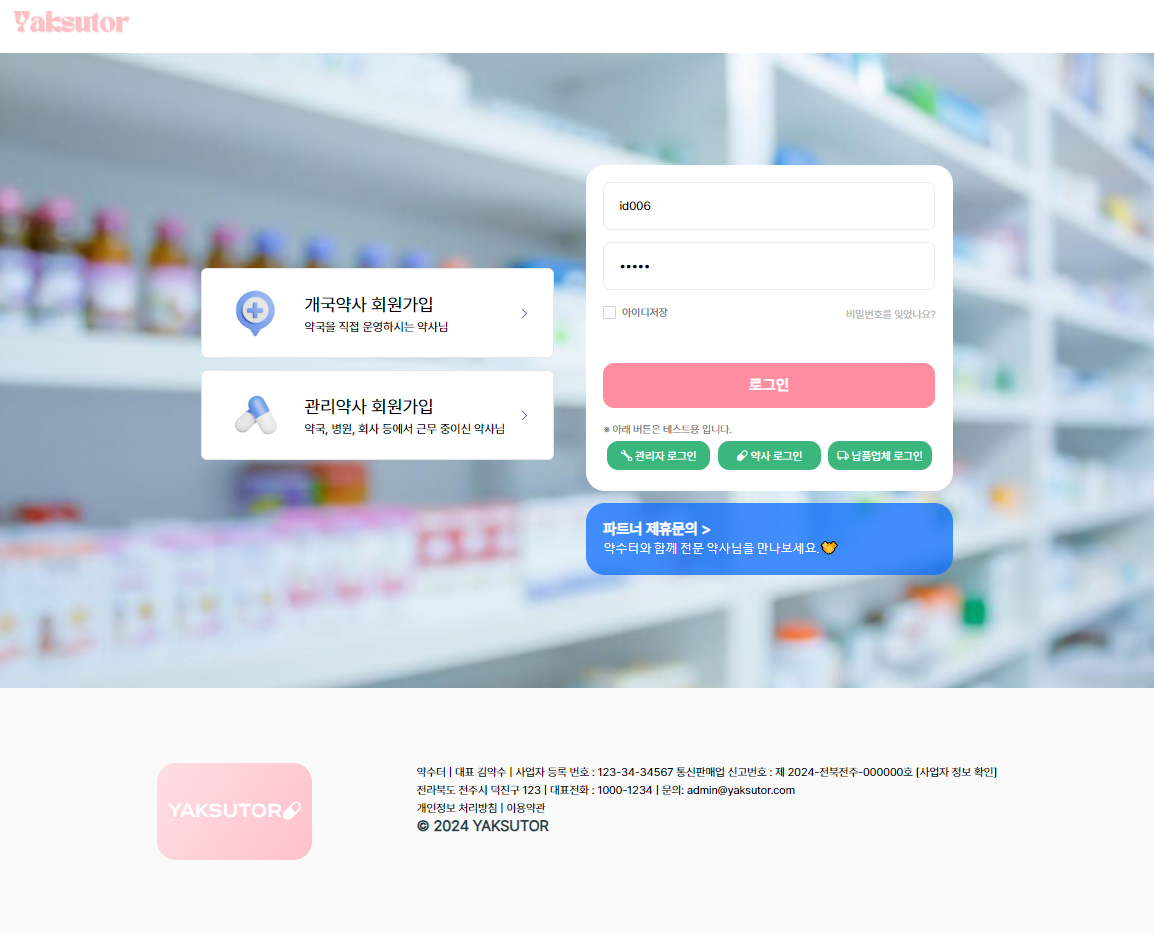 Yaksutor
개국약사 회원가입
약국을 직접 운영하시는 약사님
관리약사 회원가입
약국, 병원, 회사 등에서 근무 중이신 약사님
id006
•••••
아이디저장
비밀번호를 잊었나요?
로그인
※ 아래 버튼은 테스트용 입니다.
관리자 로그인
약사 로그인
납품업체 로그인
파트너 제휴문의 >
약수터와 함께 전문 약사님을 만나보세요.
YAKSUTOR
약수터 | 대표 김약수 | 사업자 등록 번호 : 123-34-34567 통신판매업 신고번호 : 제 2024-전북전주-000000호 [사업자 정보 확인]
전라북도 전주시 덕진구 123 | 대표전화 : 1000-1234 | 문의: admin@yaksutor.com
개인정보 처리방침 | 이용약관
© 2024 YAKSUTOR